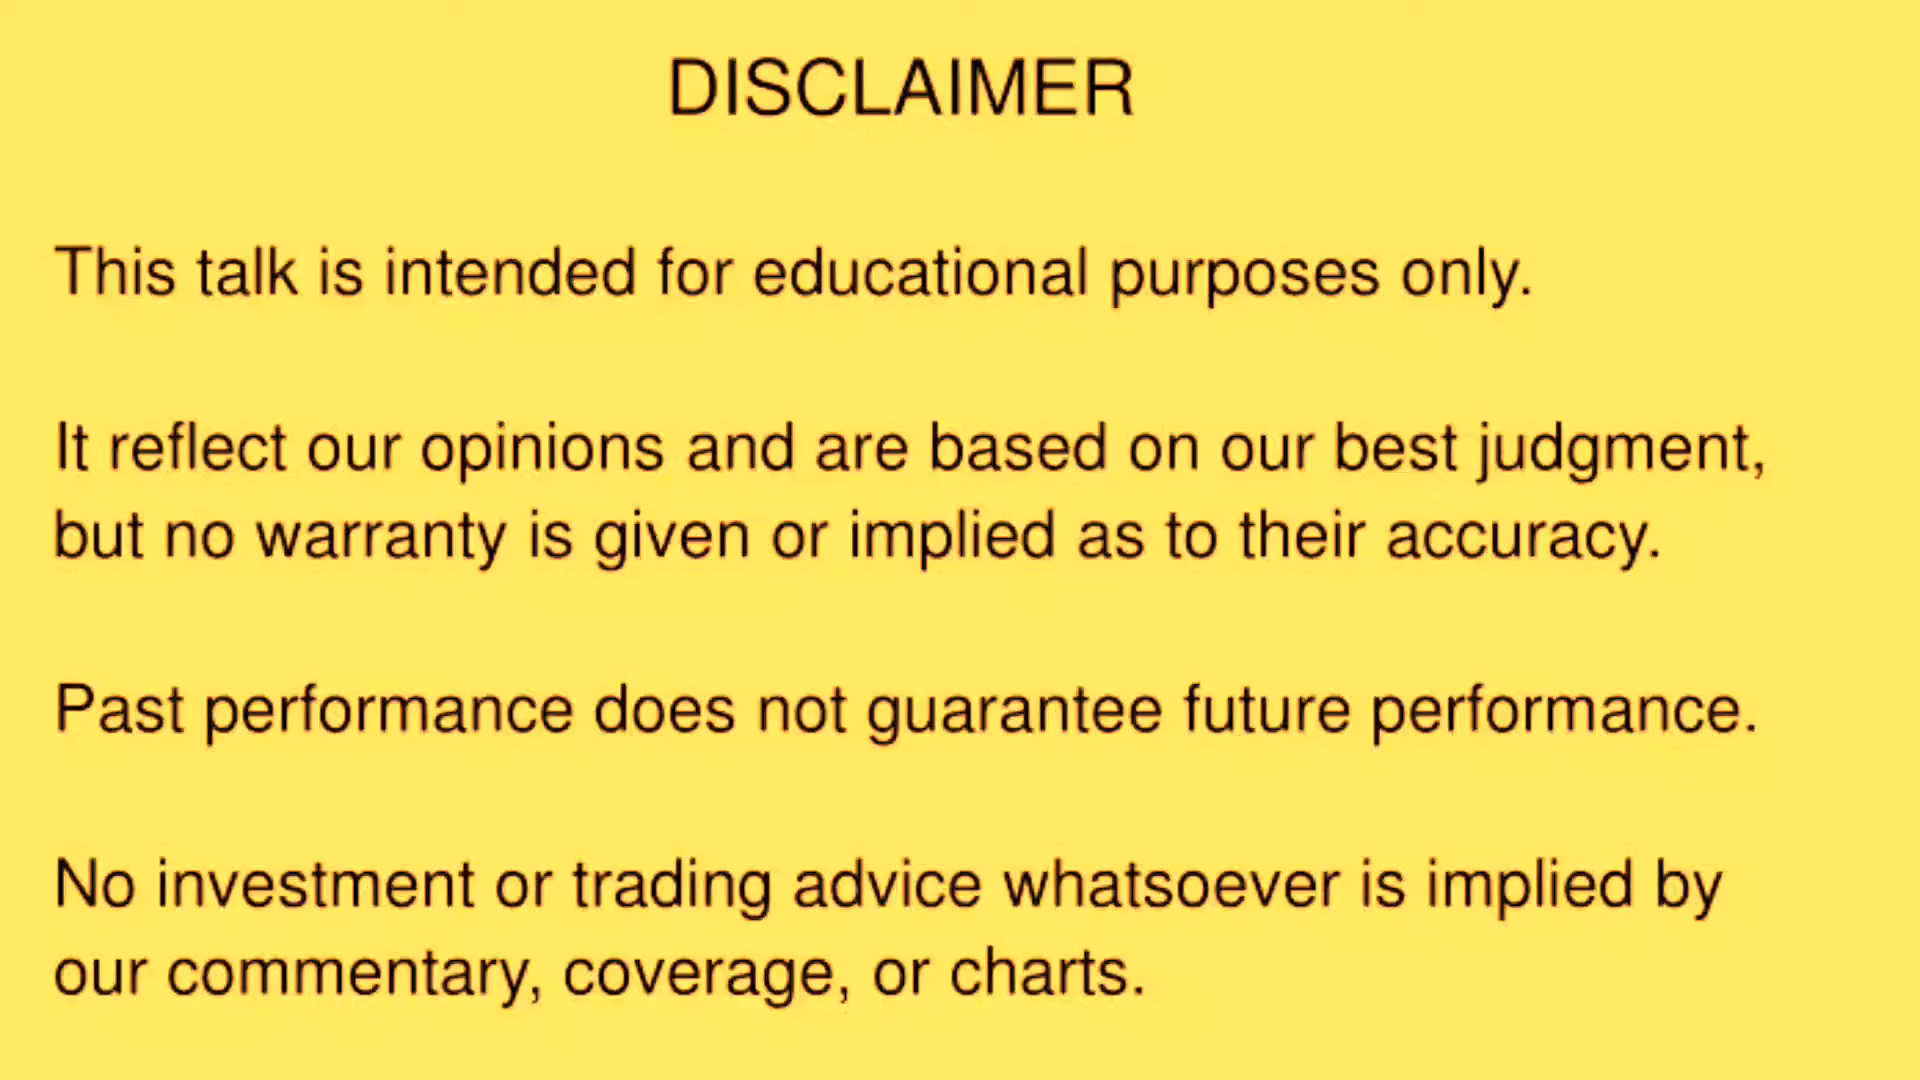 DISCLAIMER
This talk is intended for educational purposes only.
It reflect our opinions and are based on our best judgment,
but no warranty is given or implied as to their accuracy.
Past performance does not guarantee future performance.
No investment or trading advice whatsoever is implied by
our commentary, coverage, or charts.